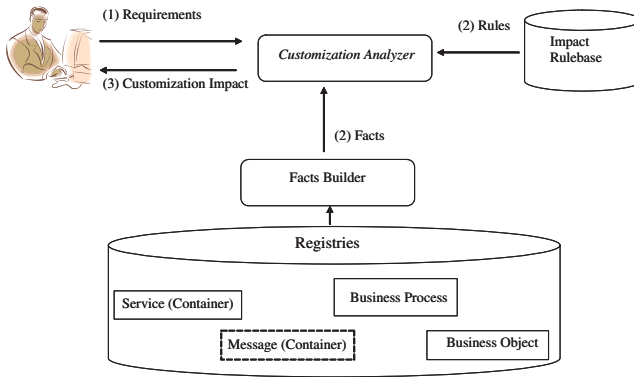 (1) Requirements
(2) Rules
Customization Analyzer
Impact
Rulebase
(3) Customization Impact
(2) Facts
Facts Builder
Registries
Service (Container)
Business Process
Message (Container)
Business Object